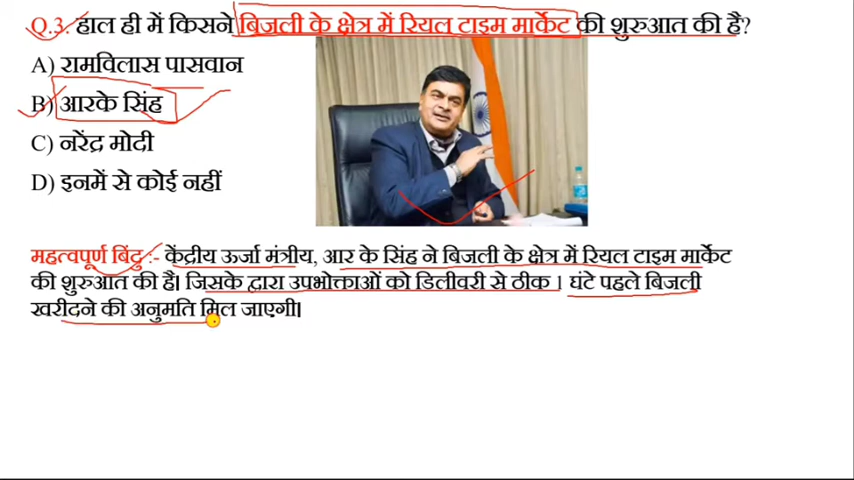 Q.3. हाल ही में किसने बिजली के क्षेत्र में रियल टाइम मार्केट की शुरुआत की है?
A) रामविलास पासवान
B) आरके सिंह
C) नरेंद्र मोदी
D) इनमें से कोई नहीं
महत्वपूर्ण बिंदु :- केंद्रीय ऊर्जा मंत्रीय, आर के सिंह ने बिजली के क्षेत्र में रियल टाइम मार्केट
की शुरुआत की है। जिसके द्वारा उपभोक्ताओं को डिलीवरी से ठीक 1 घंटे पहले बिजली
खरीदने की अनुमति मिल जाएगी।